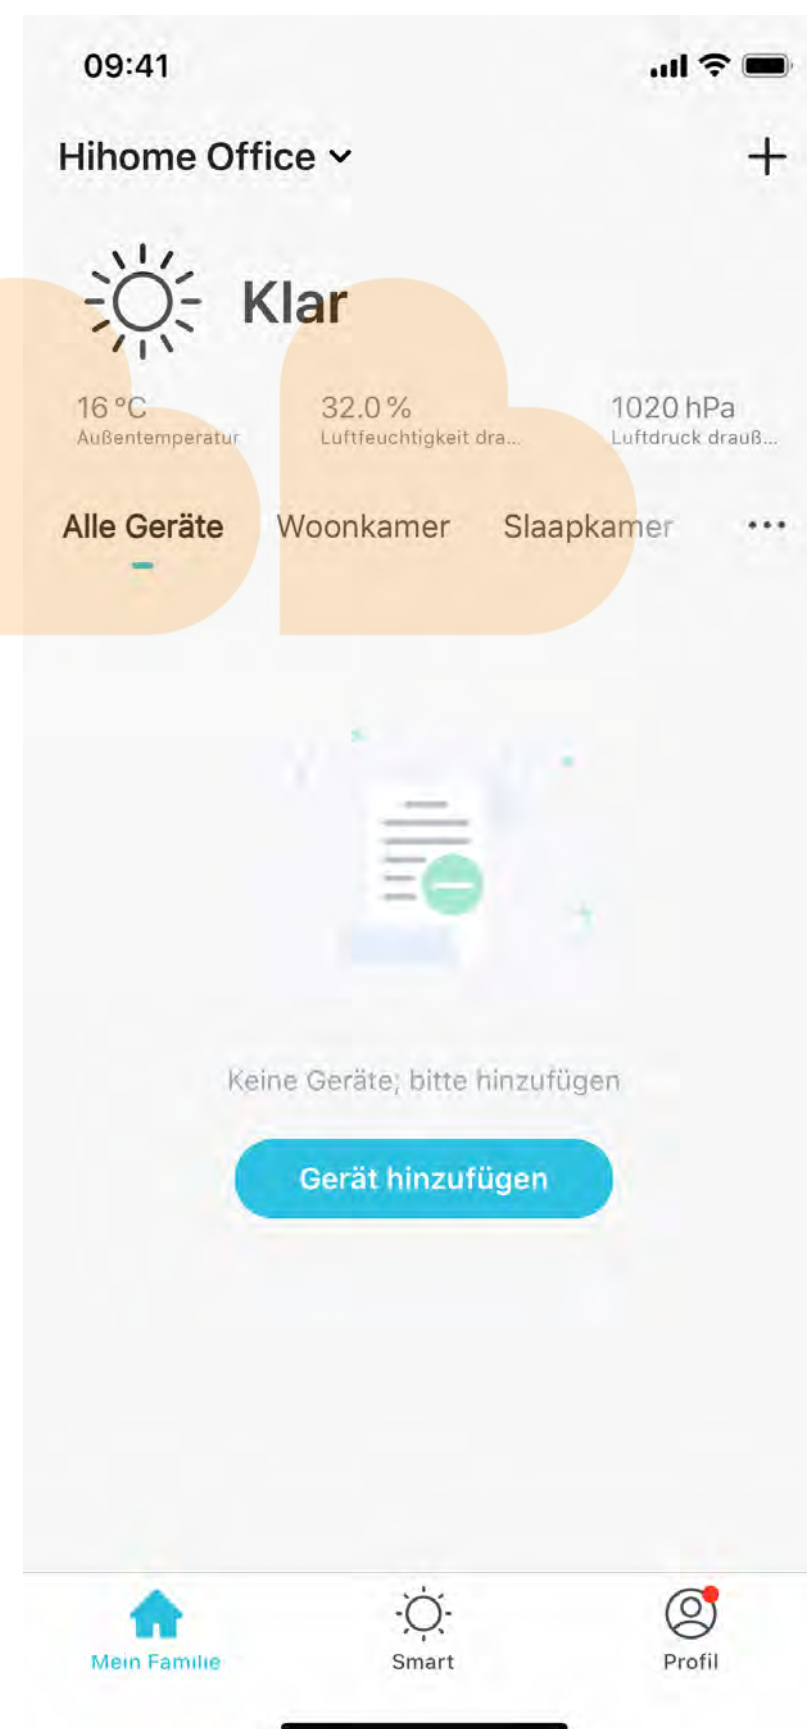 09:41
Hihome Office
Klar
16 °C 32.0 % 1020 hPa
Außentemperatur Luftfeuchtigkeit dra... Luftdruck drauß...
Alle Geräte Woonkamer Slaapkamer
Keine Geräte; bitte hinzufügen
Gerät hinzufügen
Mein Familie Smart Profil